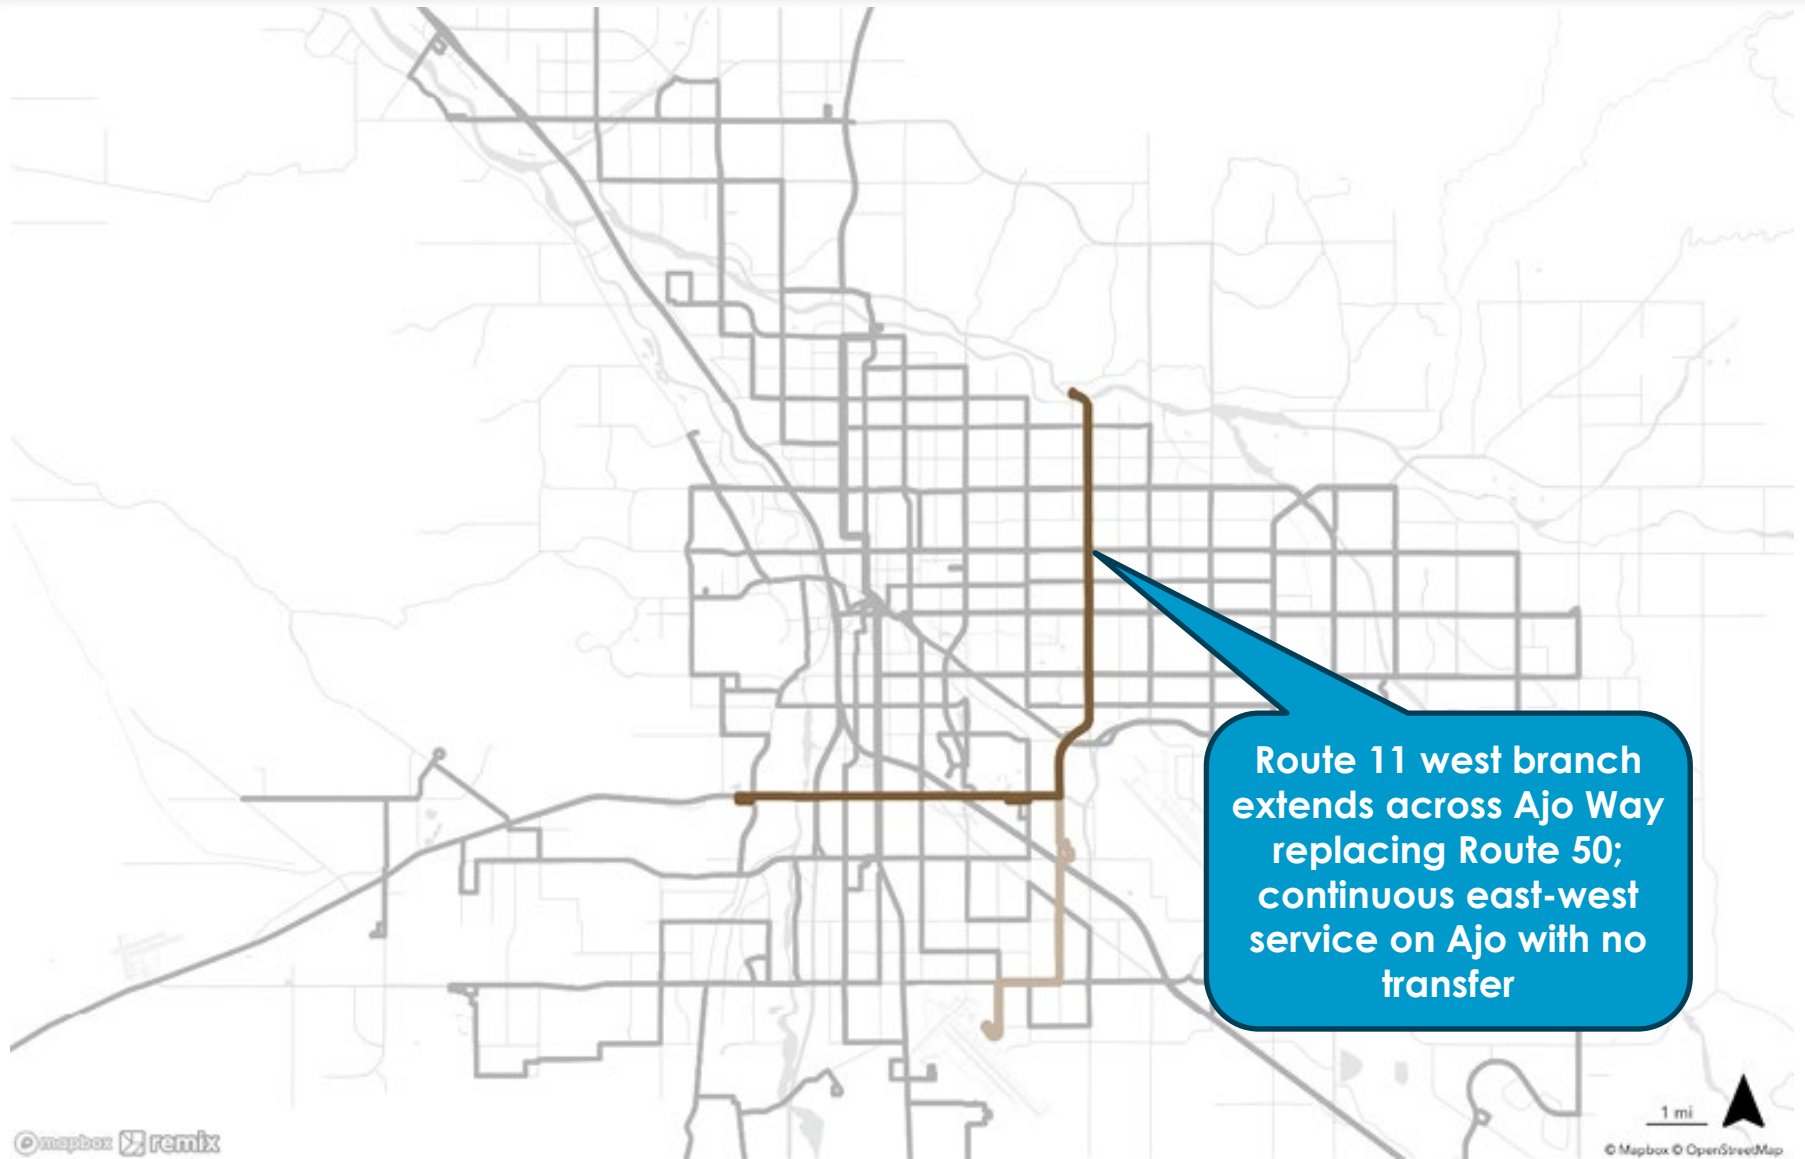 Route 11 west branch
extends across Ajo Way
replacing Route 50;
continuous east-west
service on Ajo with no
transfer
1 mi
mapbox remix
© Mapbox © OpenStreetMap